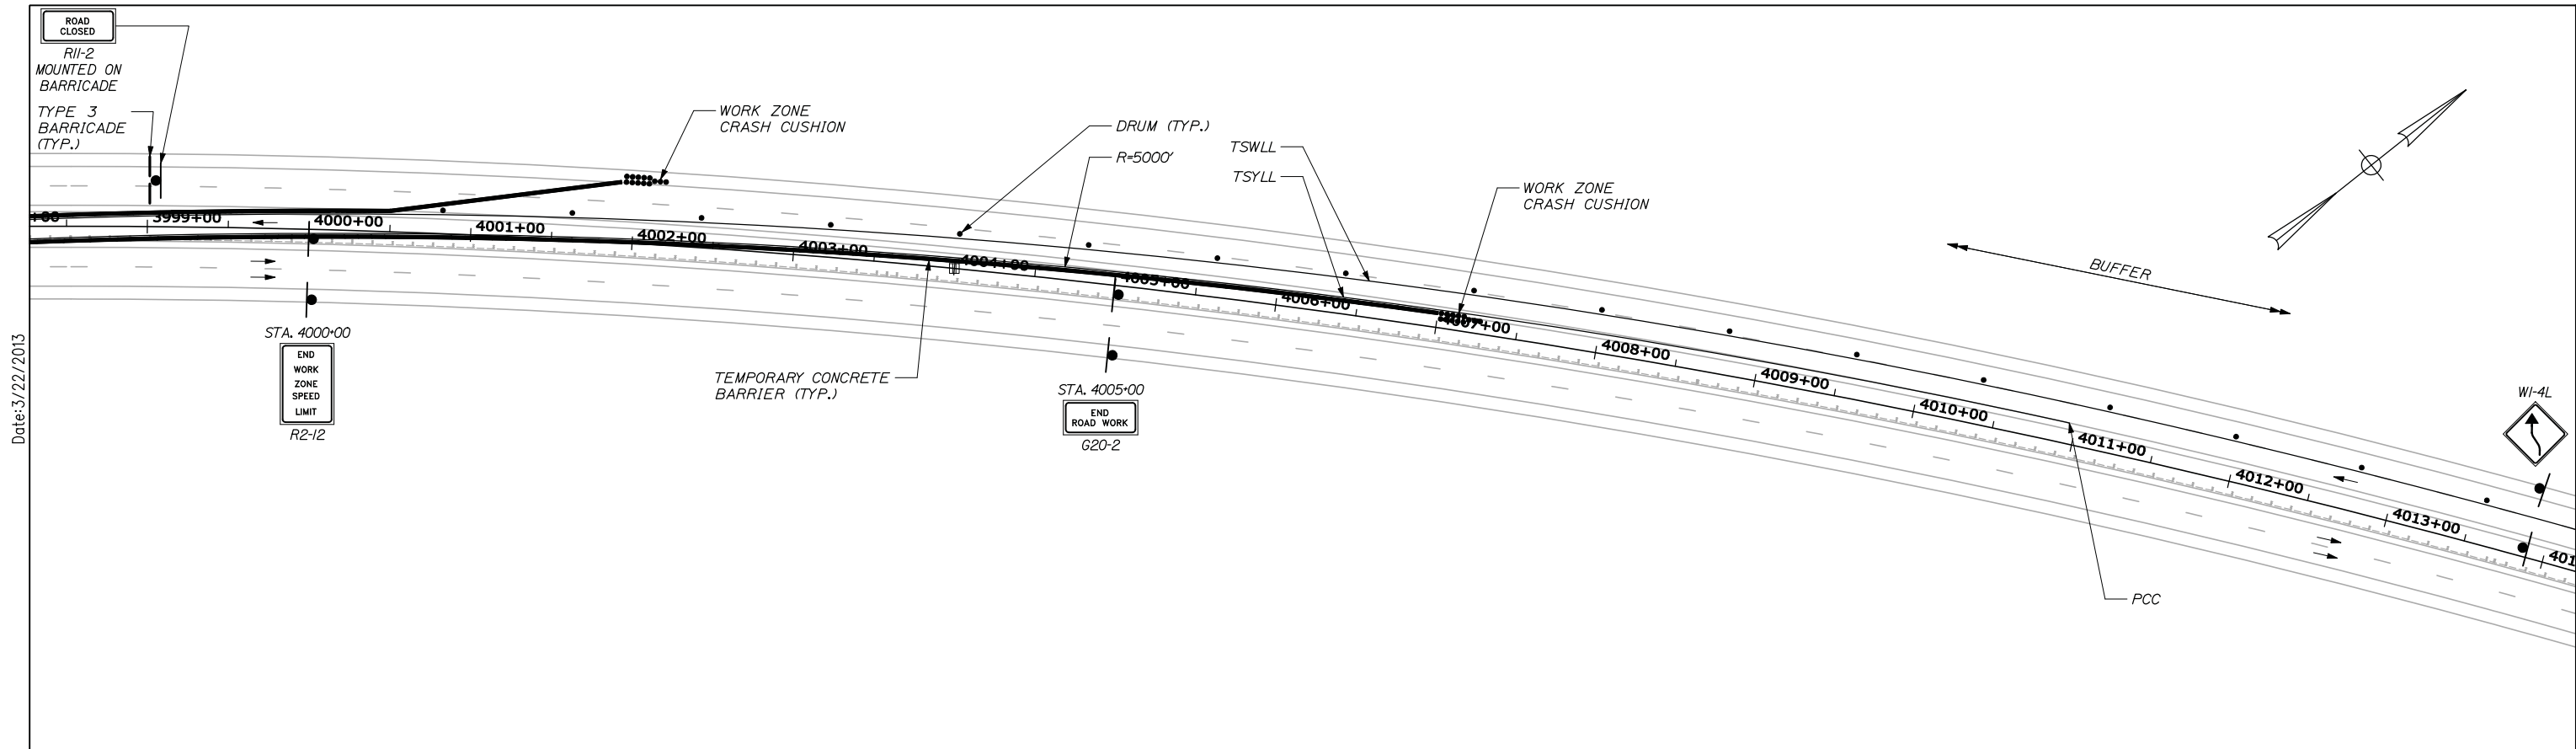 ROAD
CLOSED
R11-2
MOUNTED ON
BARRICADE
TYPE 3
BARRICADE
(TYP.)
WORK ZONE
CRASH CUSHION
DRUM (TYP.)
R=5000'
TSWLL
TSYLL
WORK ZONE
CRASH CUSHION
BUFFER
+00
3999+00
4000+00
4001+00
4002+00
4003+00
4004+00
4005+00
4006+00
4007+00
4008+00
4009+00
4010+00
4011+00
4012+00
4013+00
401
W1-4L
STA. 4000+00
END
WORK
ZONE
SPEED
LIMIT
R2-12
TEMPORARY CONCRETE
BARRIER (TYP.)
STA. 4005+00
END
ROAD WORK
G20-2
PCC
Date:3/22/2013